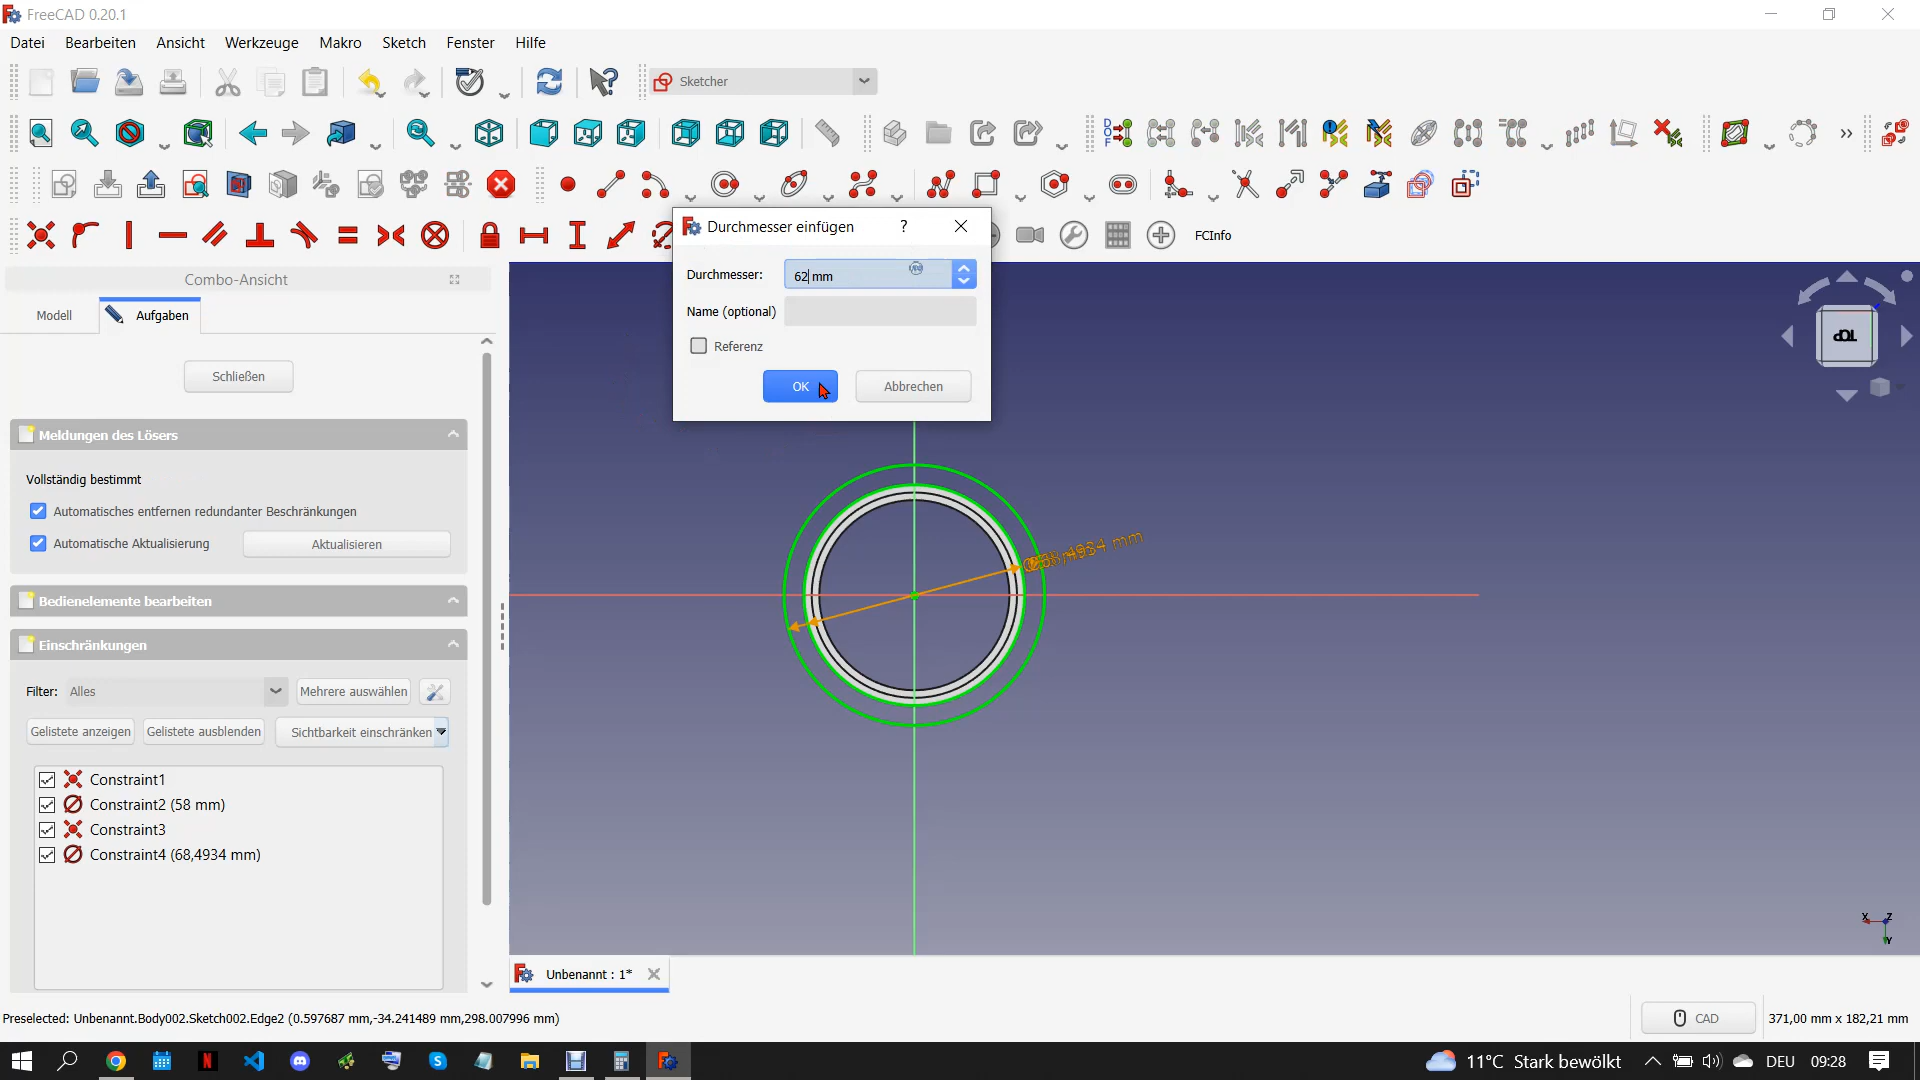 FreeCAD 0.20.1
Datei Bearbeiten Ansicht Werkzeuge Makro Sketch Fenster Hilfe
Sketcher
DOF
FCInfo
Durchmesser einfügen ?
Durchmesser: 62 mm
Name (optional)
Referenz
OK Abbrechen
Combo-Ansicht
Modell Aufgaben
Schließen
Meldungen des Lösers
Vollständig bestimmt
Automatisches entfernen redundanter Beschränkungen
Automatische Aktualisierung Aktualisieren
Bedienelemente bearbeiten
Einschränkungen
Filter: Alles Mehrere auswählen
Gelistete anzeigen Gelistete ausblenden Sichtbarkeit einschränken
Constraint1
Constraint2 (58 mm)
Constraint3
Constraint4 (68,4934 mm)
TOP
X Z
Y
Unbenannt : 1*
Preselected: Unbenannt.Body002.Sketch002.Edge2 (0.597687 mm,-34.241489 mm,298.007996 mm)
CAD 371,00 mm x 182,21 mm
11°C Stark bewölkt DEU 09:28